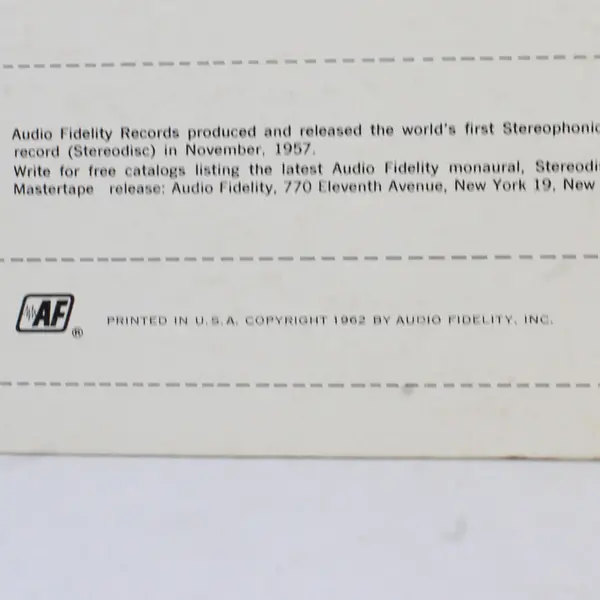 Audio Fidelity Records produced and released the world's first Stereophonic
record (Stereodisc) in November, 1957.
Write for free catalogs listing the latest Audio Fidelity monaural, Stereodi
Mastertape release: Audio Fidelity, 770 Eleventh Avenue, New York 19, New
AF ®
PRINTED IN U.S.A. COPYRIGHT 1962 BY AUDIO FIDELITY, INC.